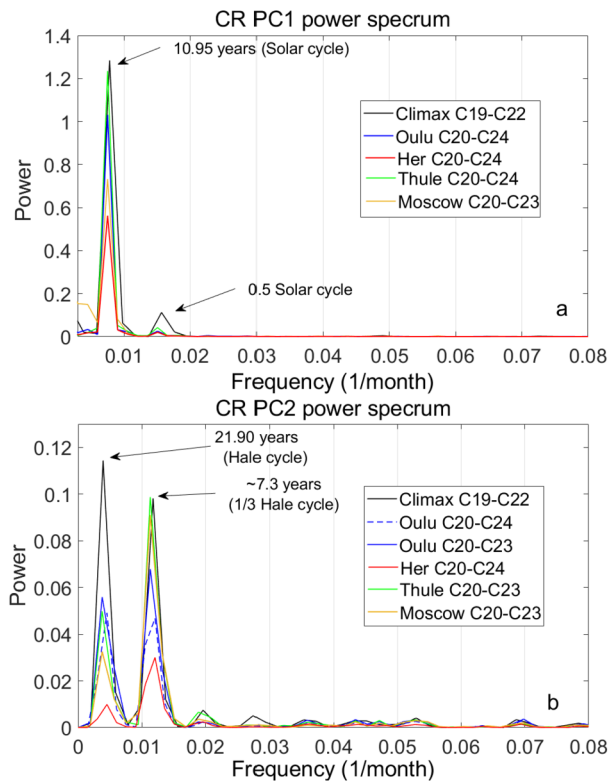 CR PC1 power specrum
1.4
1.2
1
0.8
0.6
0.4
0.2
0
Power
10.95 years (Solar cycle)
Climax C19-C22
Oulu C20-C24
Her C20-C24
Thule C20-C24
Moscow C20-C23
0.5 Solar cycle
a
0.01 0.02 0.03 0.04 0.05 0.06 0.07 0.08
Frequency (1/month)
CR PC2 power specrum
0.12
0.1
0.08
0.06
0.04
0.02
0
Power
21.90 years
(Hale cycle)
~7.3 years
(1/3 Hale cycle)
Climax C19-C22
Oulu C20-C24
Oulu C20-C23
Her C20-C24
Thule C20-C23
Moscow C20-C23
b
0 0.01 0.02 0.03 0.04 0.05 0.06 0.07 0.08
Frequency (1/month)